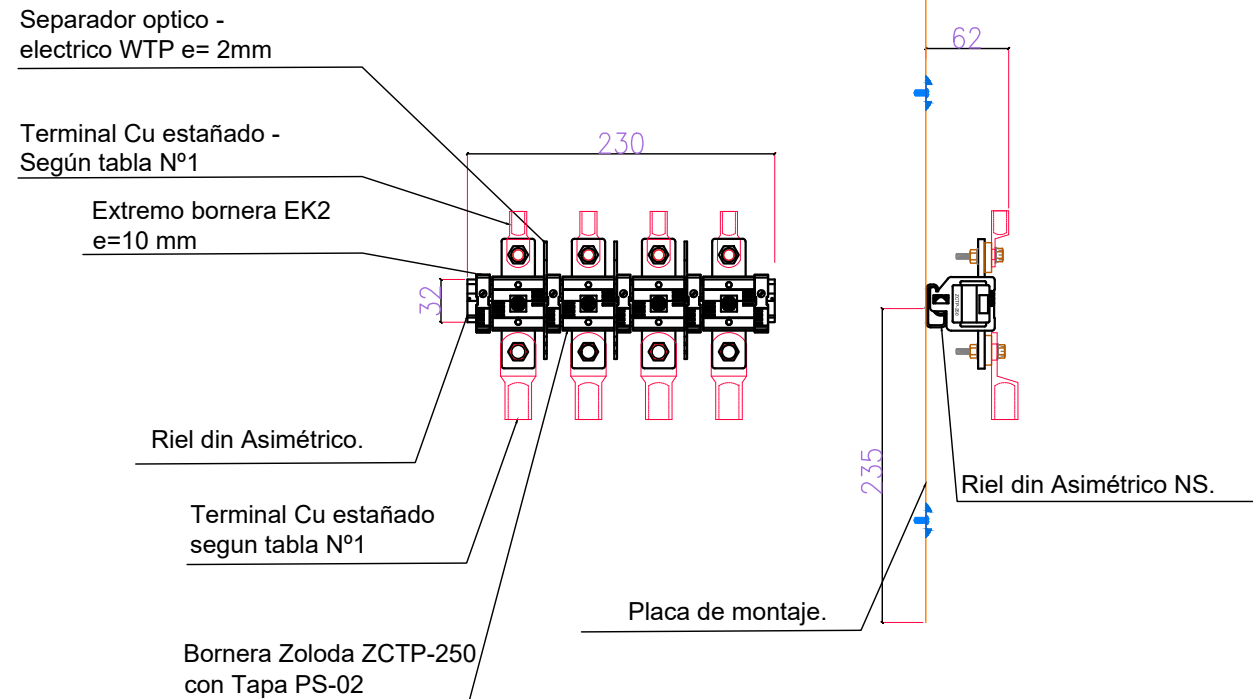 Separador optico -
electrico WTP e= 2mm
62
Terminal Cu estañado -
Según tabla Nº1
230
Extremo bornera EK2
e=10 mm
32
Riel din Asimétrico.
235
Riel din Asimétrico NS.
Terminal Cu estañado
segun tabla Nº1
Placa de montaje.
Bornera Zoloda ZCTP-250
con Tapa PS-02